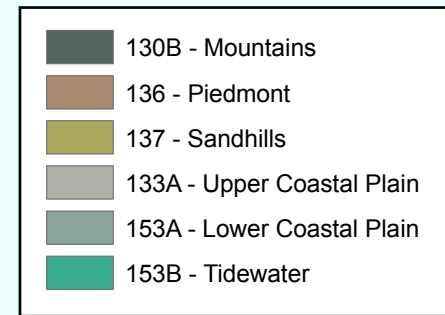 130B - Mountains
136 - Piedmont
137 - Sandhills
133A - Upper Coastal Plain
153A - Lower Coastal Plain
153B - Tidewater